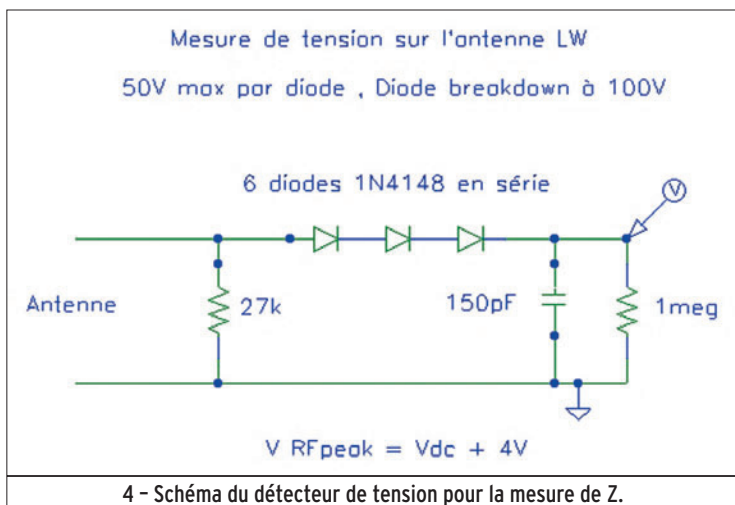 Mesure de tension sur l'antenne LW
50V max par diode , Diode breakdown à 100V
6 diodes 1N4148 en série
V
Antenne
27k
150pF
1meg
V RFpeak = Vdc + 4V
4 – Schéma du détecteur de tension pour la mesure de Z.